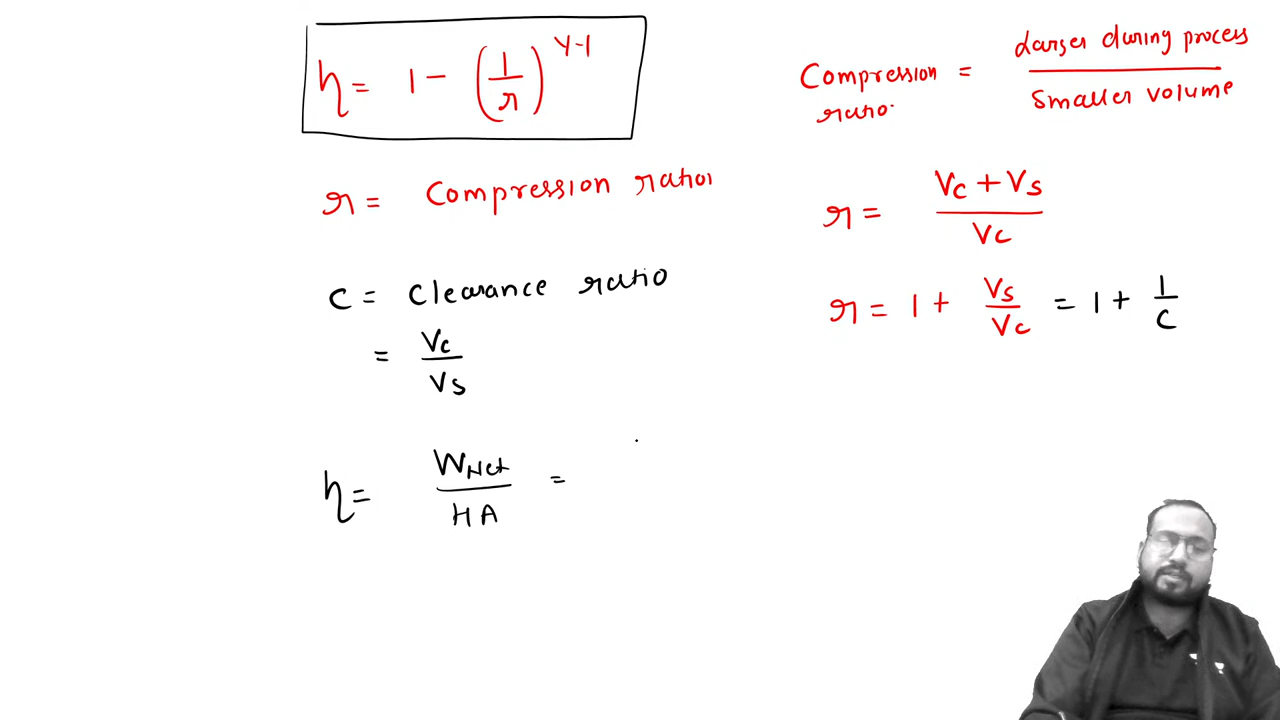 η = 1 - (1/r)^γ-1
r = Compression ratio
C = Clearance ratio
= Vc/Vs
η = WNet/HA =
Compression ratio = Larger during process/Smaller volume
r = Vc + Vs/Vc
r = 1 + Vs/Vc = 1 + 1/C